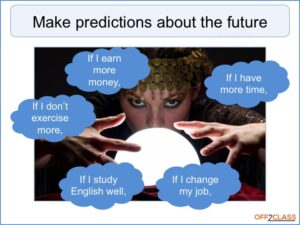 Make predictions about the future
If I earn
more
money,
If I have
more time,
If I don't
exercise
more,
If I study
English well,
If I change
my job,
OFF2CLASS